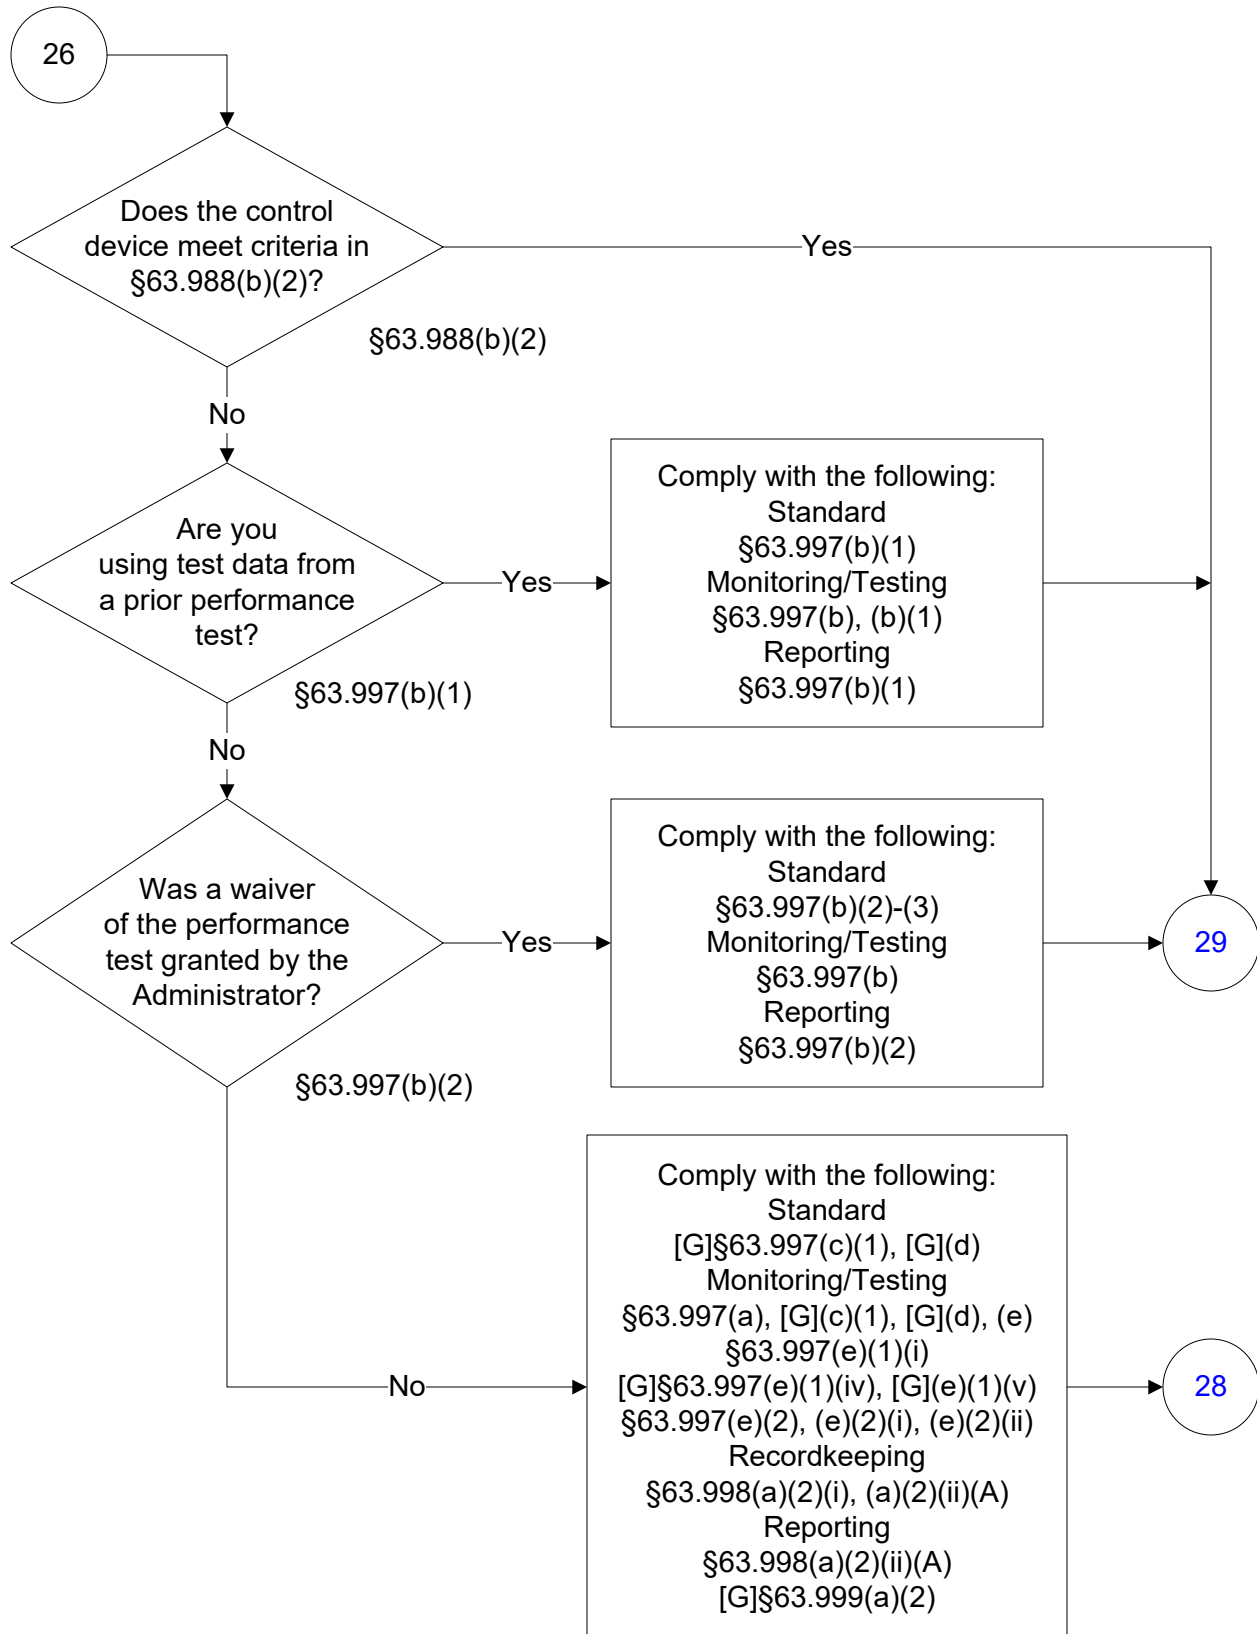 26
Does the control
device meet criteria in
§63.988(b)(2)?
Yes
§63.988(b)(2)
No
Are you
using test data from
a prior performance
test?
Yes
§63.997(b)(1)
Comply with the following:
Standard
§63.997(b)(1)
Monitoring/Testing
§63.997(b), (b)(1)
Reporting
§63.997(b)(1)
No
Was a waiver
of the performance
test granted by the
Administrator?
Yes
§63.997(b)(2)
Comply with the following:
Standard
§63.997(b)(2)-(3)
Monitoring/Testing
§63.997(b)
Reporting
§63.997(b)(2)
29
No
Comply with the following:
Standard
[G]§63.997(c)(1), [G](d)
Monitoring/Testing
§63.997(a), [G](c)(1), [G](d), (e)
§63.997(e)(1)(i)
[G]§63.997(e)(1)(iv), [G](e)(1)(v)
§63.997(e)(2), (e)(2)(i), (e)(2)(ii)
Recordkeeping
§63.998(a)(2)(i), (a)(2)(ii)(A)
Reporting
§63.998(a)(2)(ii)(A)
[G]§63.999(a)(2)
28